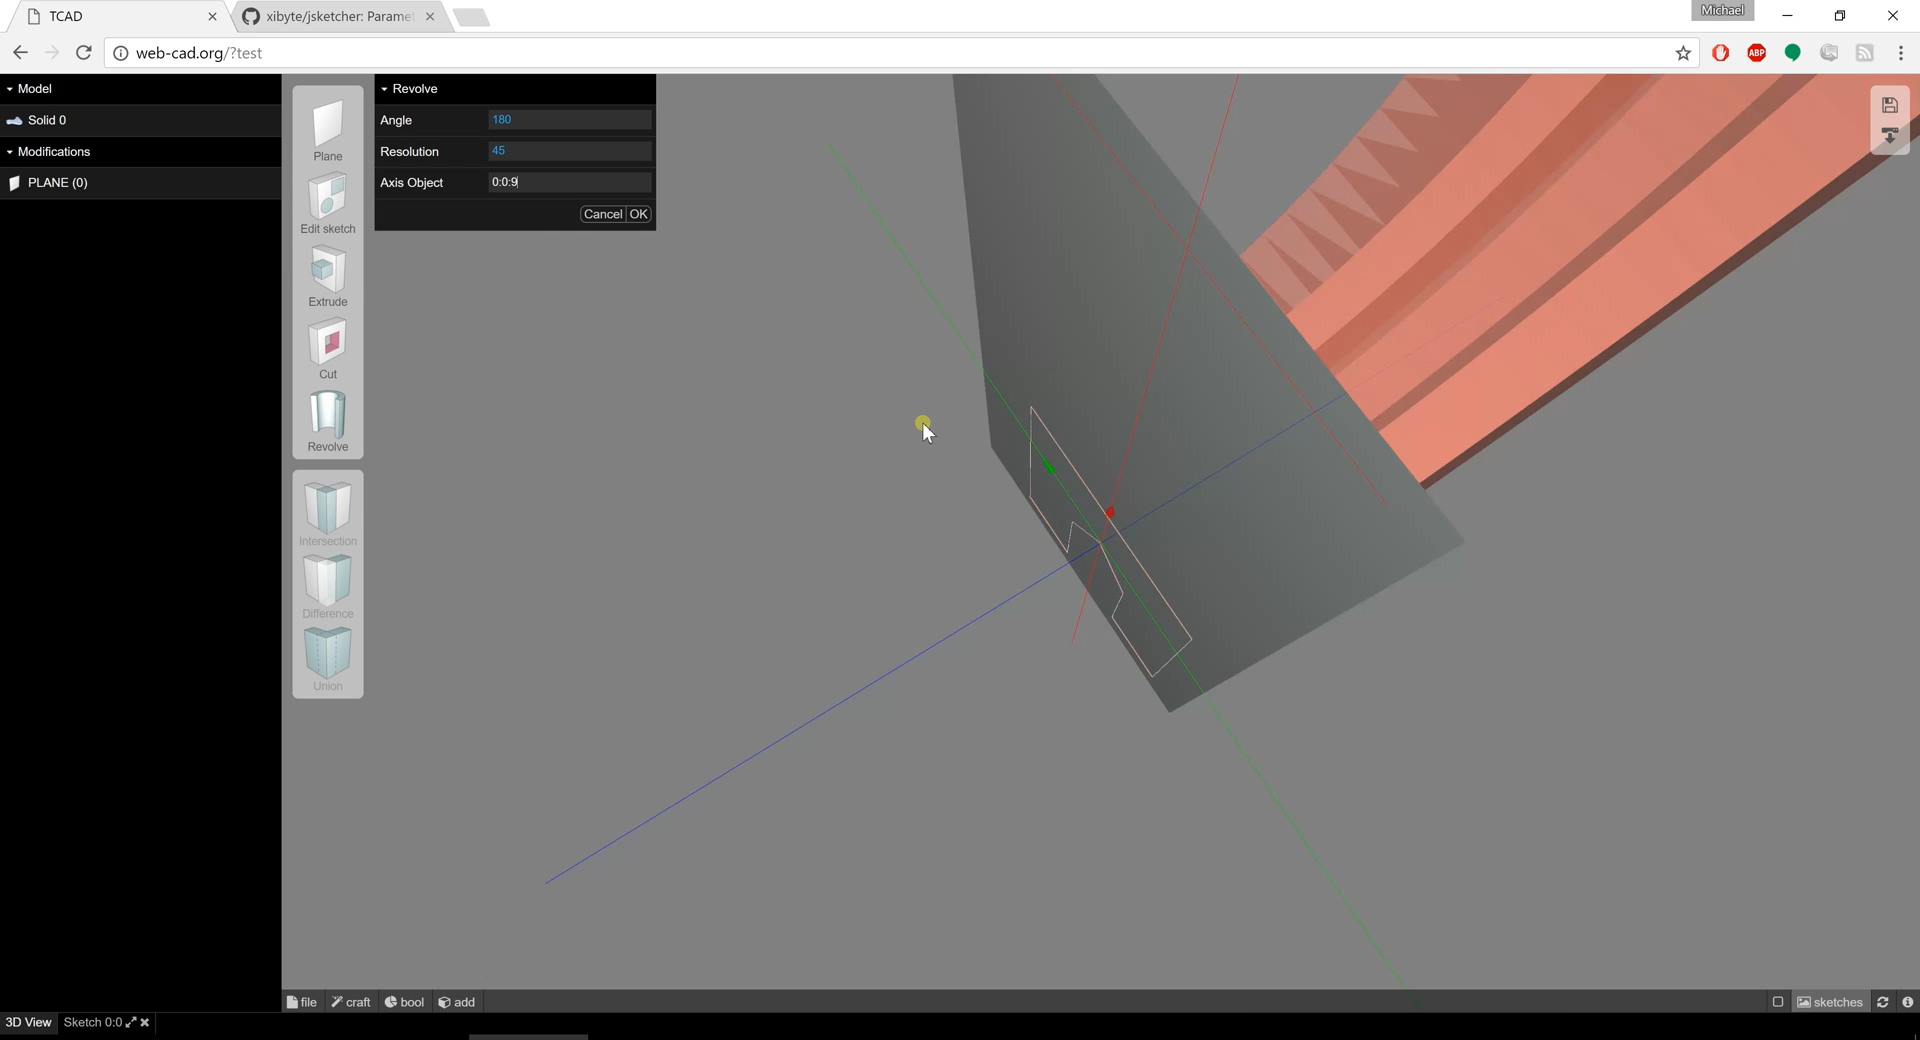 TCAD
xibyte/jsketcher: Paramet
Michael
web-cad.org/?test
ABP
Model
Solid 0
Modifications
PLANE (0)
Plane
Edit sketch
Extrude
Cut
Revolve
Intersection
Difference
Union
Revolve
Angle 180
Resolution 45
Axis Object 0:0:9
Cancel OK
file craft bool add
sketches
3D View Sketch 0:0